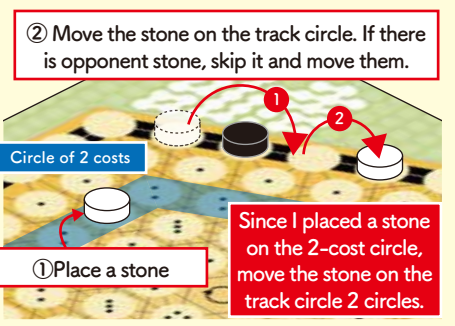 ② Move the stone on the track circle. If there
is opponent stone, skip it and move them.
1
2
Circle of 2 costs
①Place a stone
Since I placed a stone
on the 2-cost circle,
move the stone on the
track circle 2 circles.